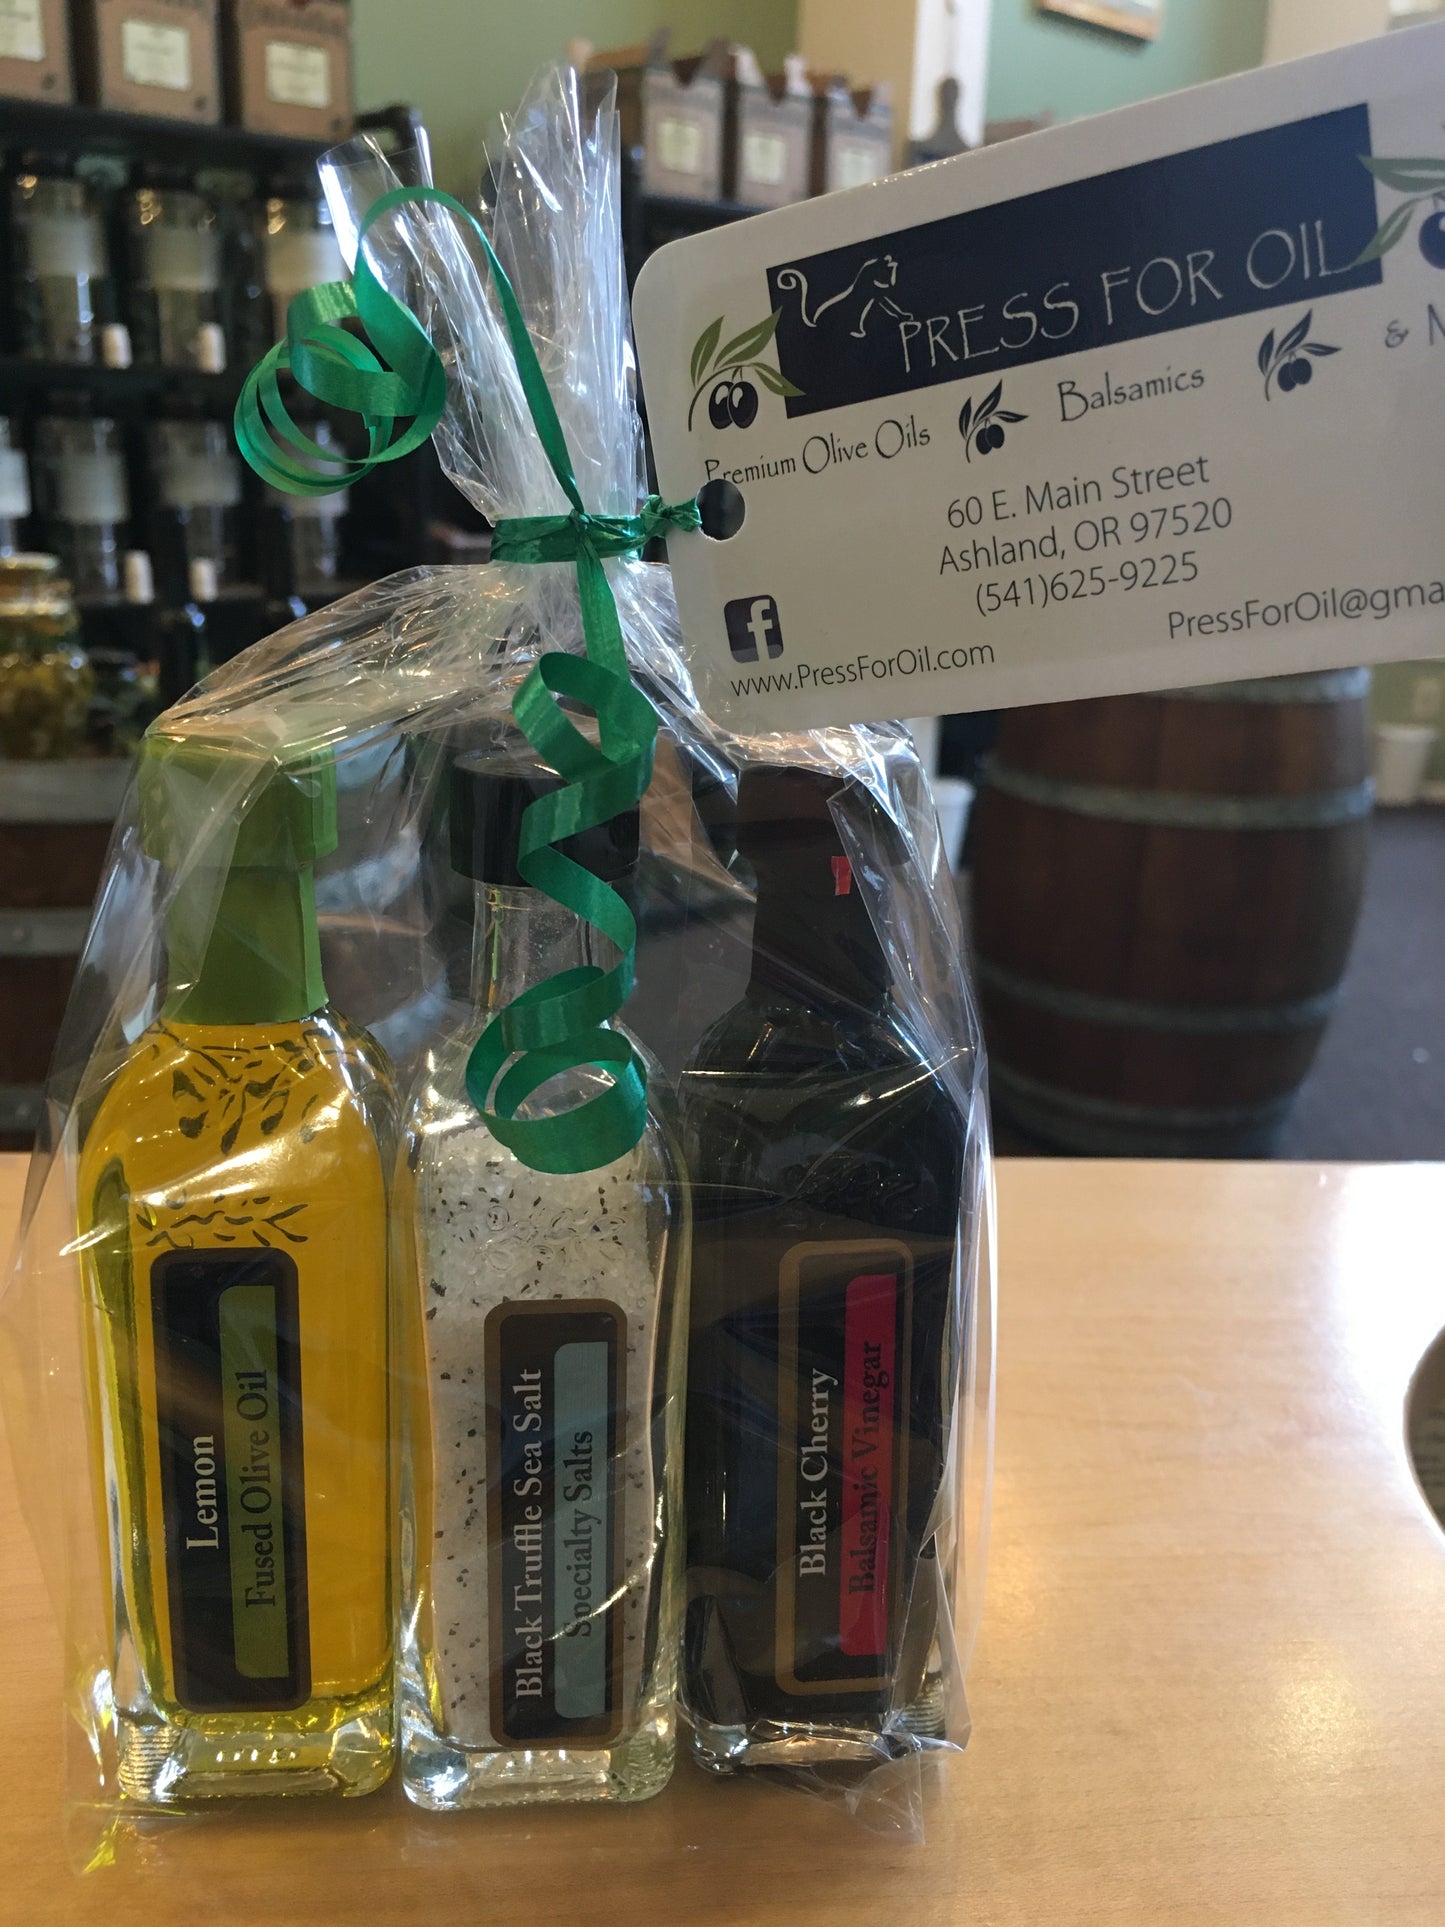 PRESS FOR OIL
Premium Olive Oils
Balsamics
&
60 E. Main Street
Ashland, OR 97520
(541)625-9225
f
www.PressForOil.com
PressForOil@gma
Lemon
Fused Olive Oil
Black Truffle Sea Salt
Specialty Salts
Black Cherry
Balsamic Vinegar